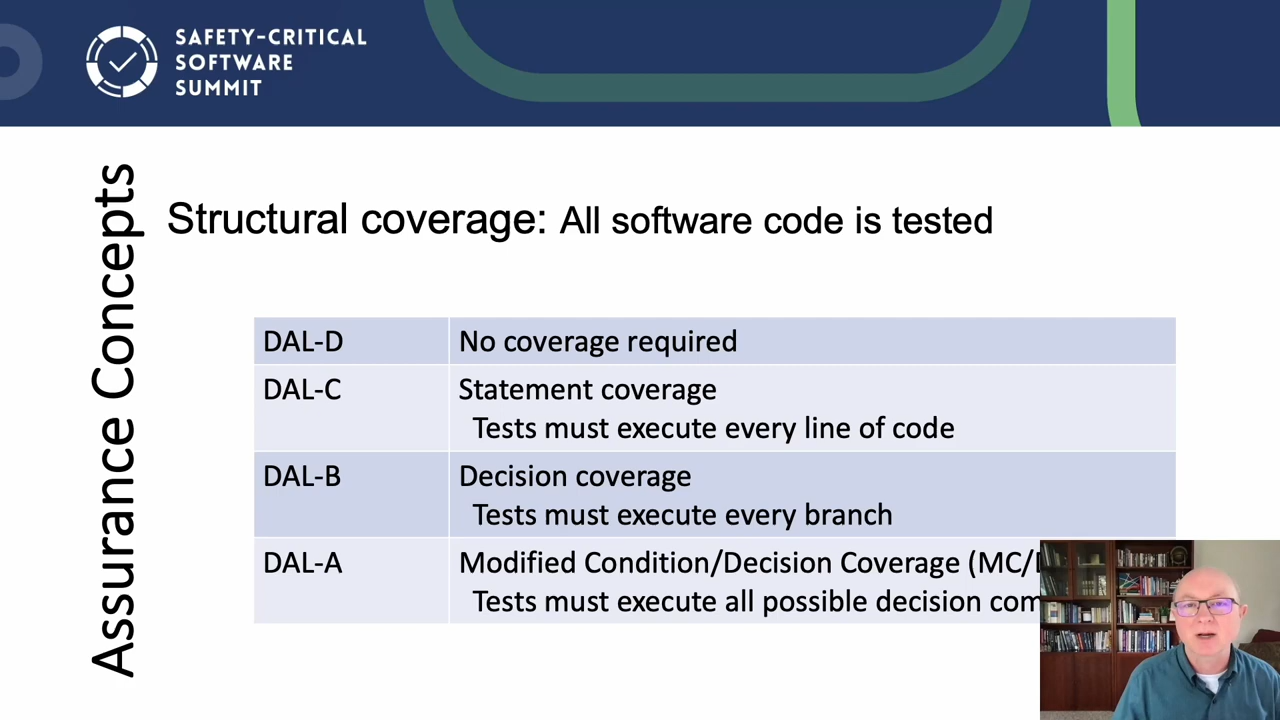 SAFETY-CRITICAL
SOFTWARE
SUMMIT
Assurance Concepts
Structural coverage: All software code is tested
DAL-D No coverage required
DAL-C Statement coverage
Tests must execute every line of code
DAL-B Decision coverage
Tests must execute every branch
DAL-A Modified Condition/Decision Coverage
Tests must execute all possible decision